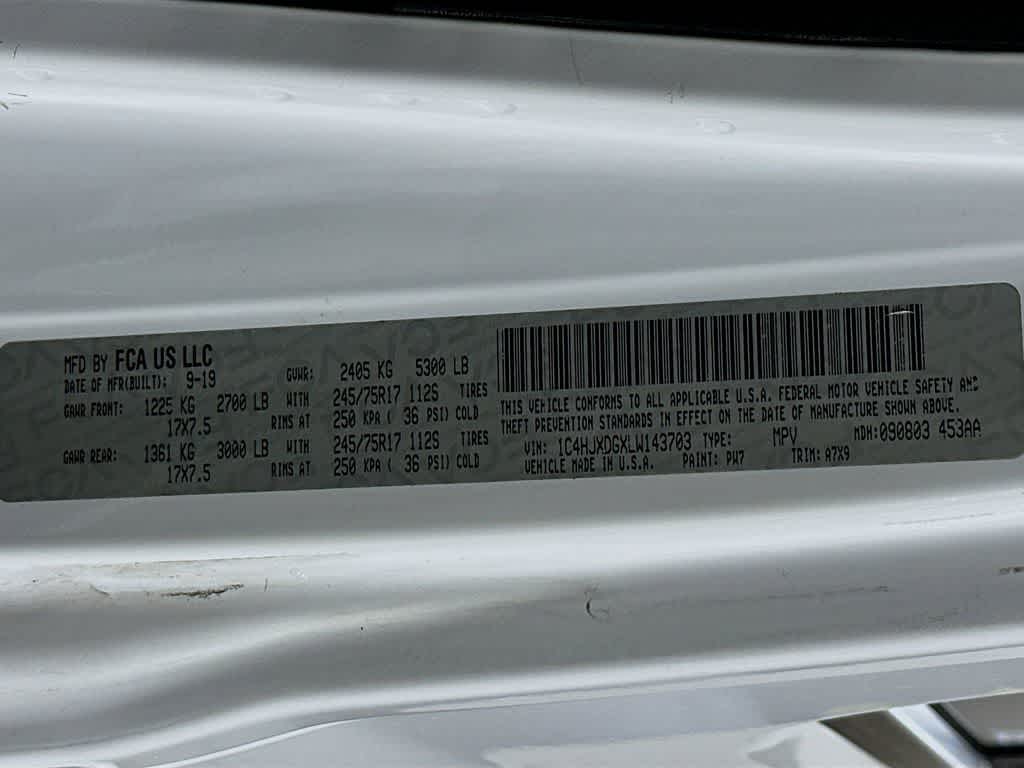 MFD BY FCA US LLC
DATE OF MFR(BUILT): 9-19 GVWR: 2405 KG 5300 LB
GAWR FRONT: 1225 KG 2700 LB WITH 245/75R17 112S TIRES
17X7.5 RIMS AT 250 KPA ( 36 PSI) COLD
GAWR REAR: 1361 KG 3000 LB WITH 245/75R17 112S TIRES
17X7.5 RIMS AT 250 KPA ( 36 PSI) COLD
THIS VEHICLE CONFORMS TO ALL APPLICABLE U.S.A. FEDERAL MOTOR VEHICLE SAFETY AND
THEFT PREVENTION STANDARDS IN EFFECT ON THE DATE OF MANUFACTURE SHOWN ABOVE.
VIN: 1C4HJXDGXLW143703 TYPE: MPV MDH: 090803 453AA
VEHICLE MADE IN U.S.A. PAINT: PW7 TRIM: A7X9